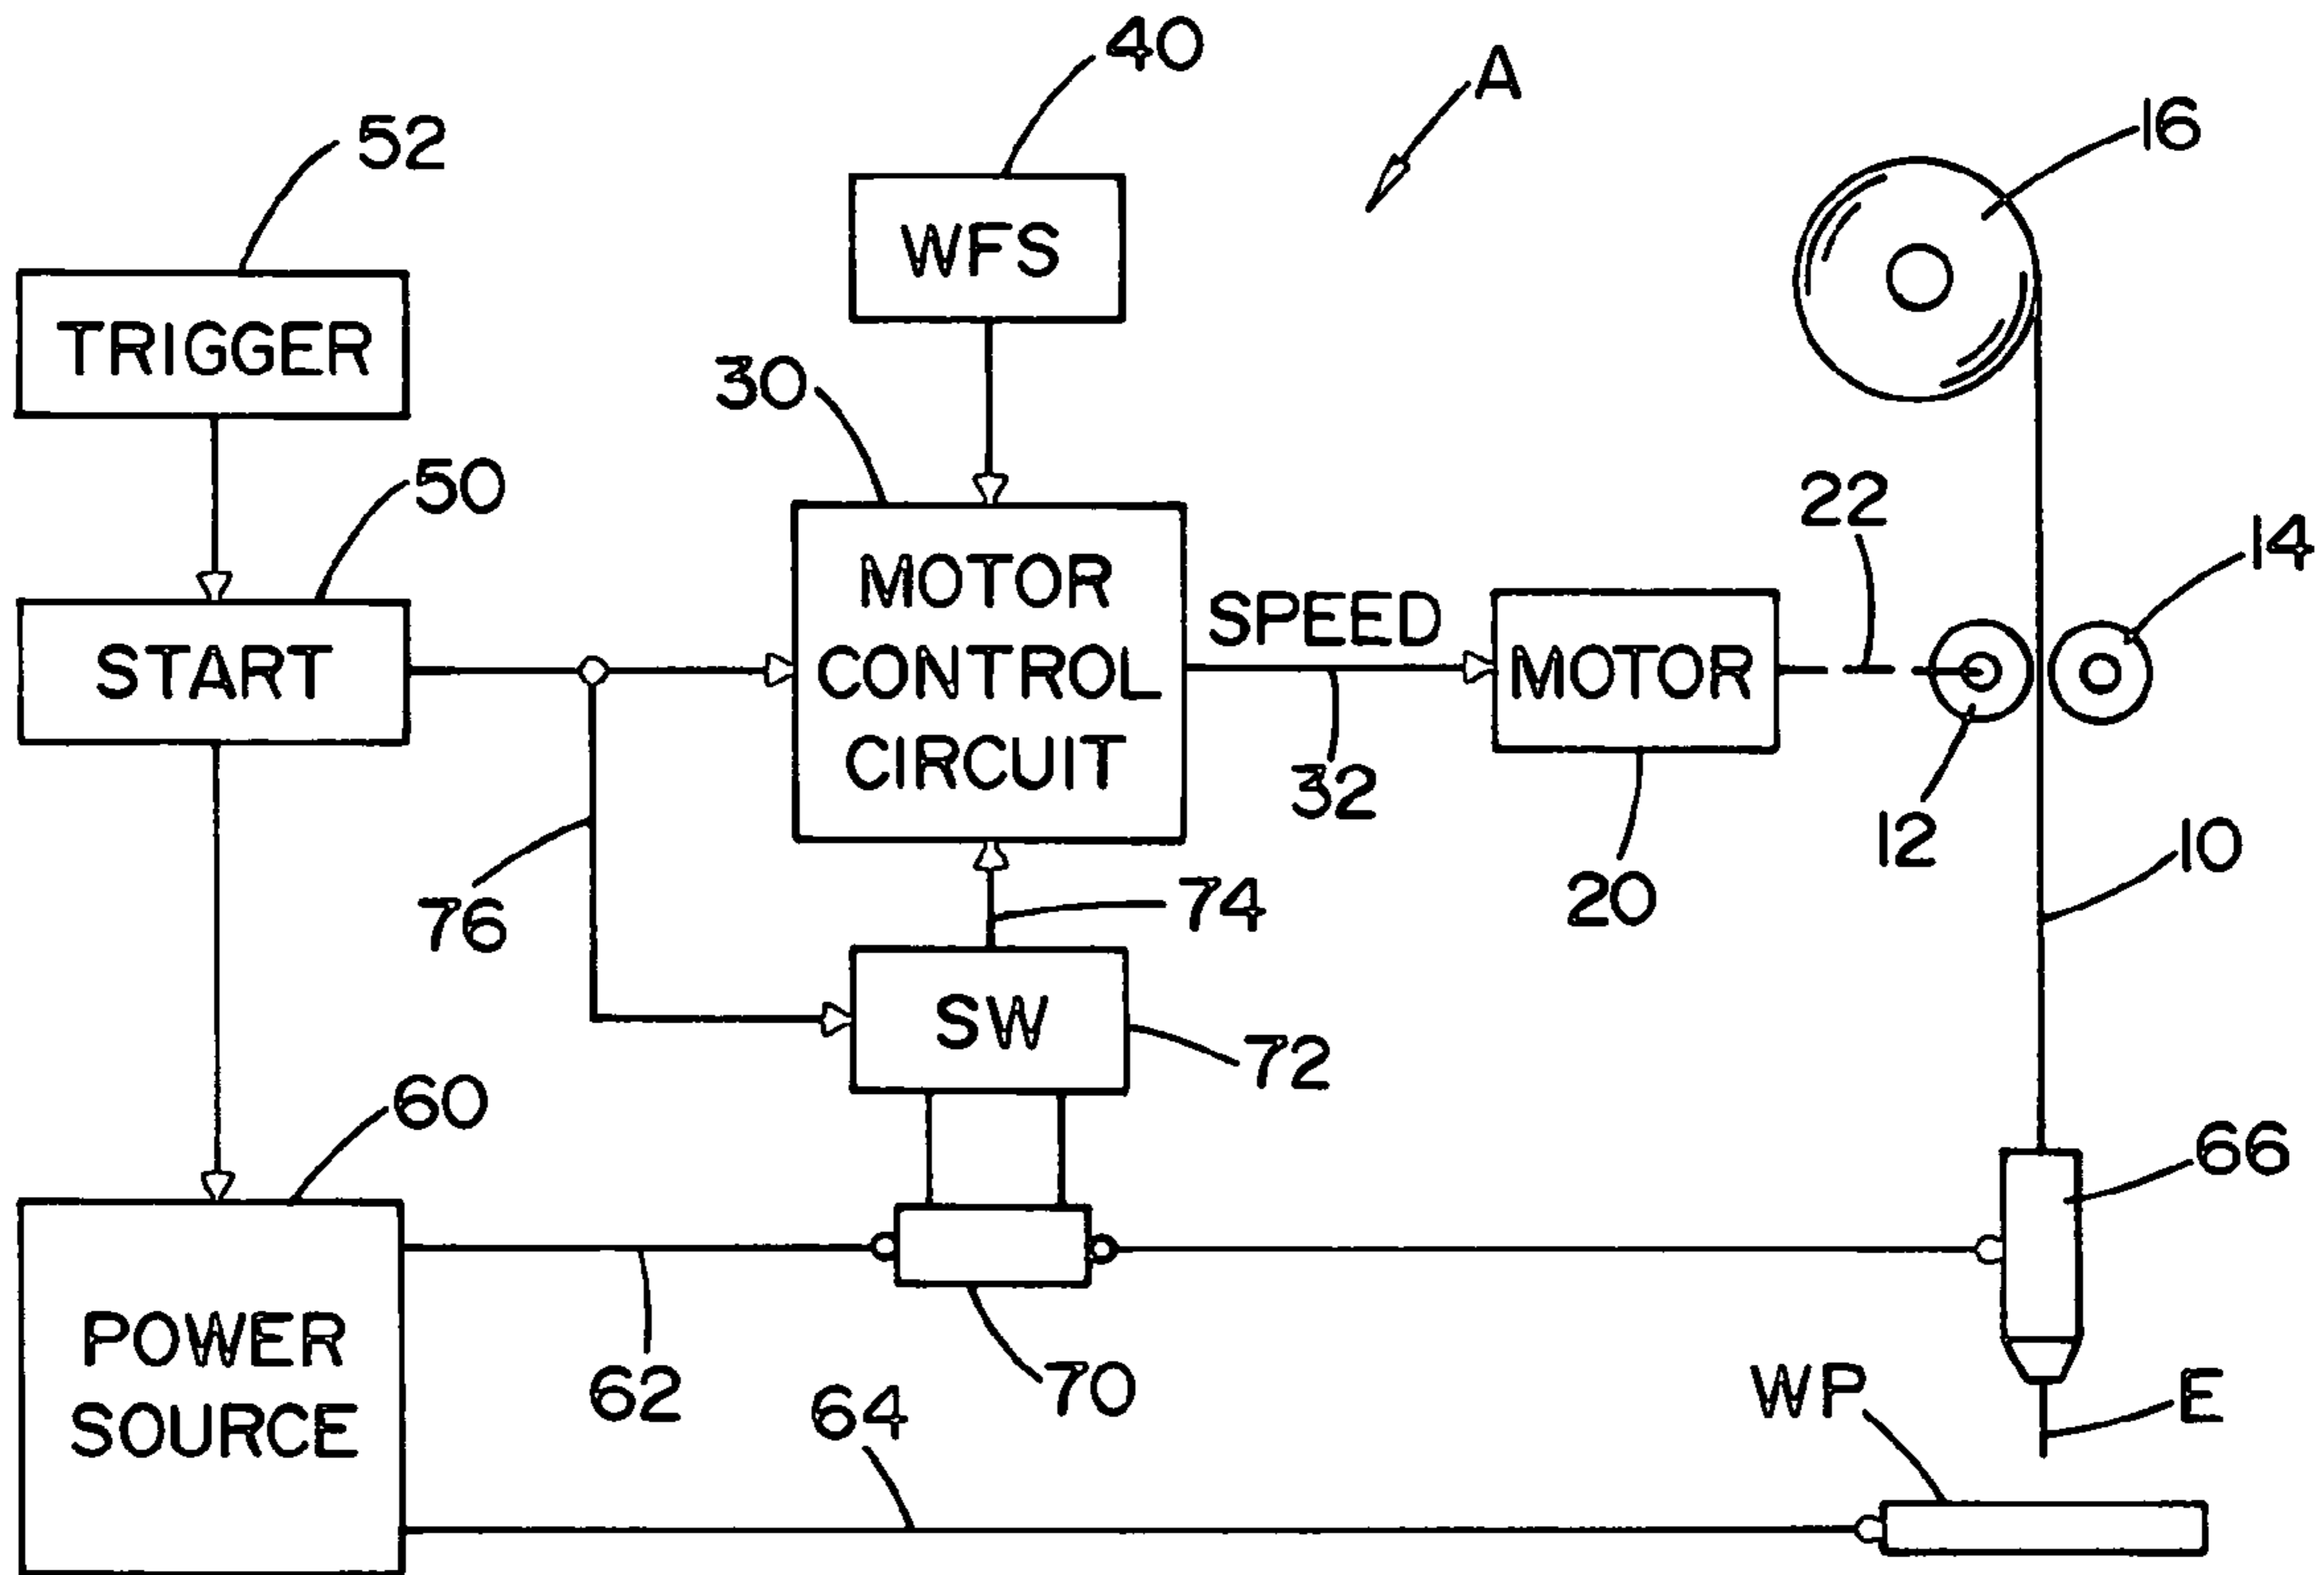 40
A
16
52
WFS
TRIGGER
30
50
22
14
MOTOR
CONTROL
CIRCUIT
SPEED
START
MOTOR
32
12
10
76
74
20
SW
72
60
66
POWER
SOURCE
62
64
70
WP
E